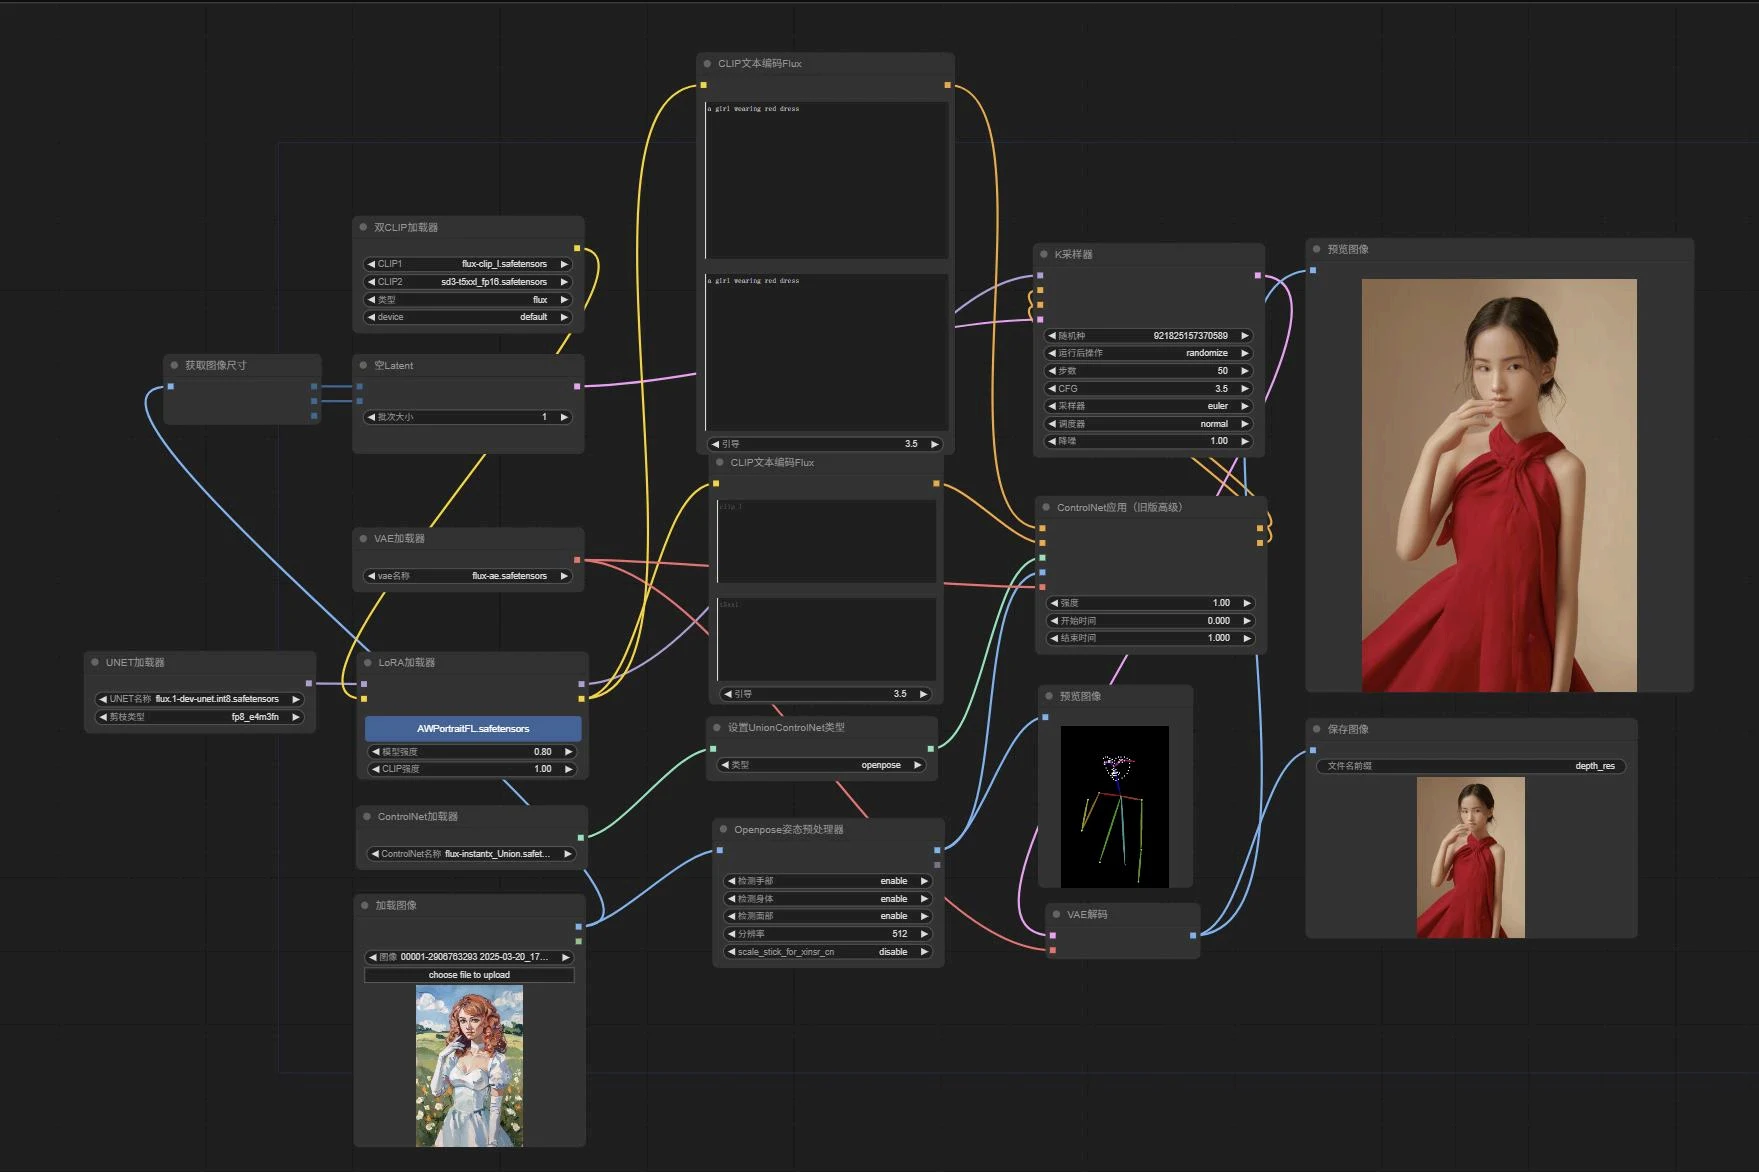 CLIP文本编码Flux
a girl wearing red dress
a girl wearing red dress
引导 3.5
双CLIP加载器
CLIP1 flux-clip_l.safetensors
CLIP2 sd3-t5xxl_fp16.safetensors
类型 flux
device default
获取图像尺寸
空Latent
批次大小 1
VAE加载器
vae名称 flux-ae.safetensors
UNET加载器
UNET名称 flux.1-dev-unet.int8.safetensors
剪枝类型 fp8_e4m3fn
LoRA加载器
AWPortraitFL.safetensors
模型强度 0.80
CLIP强度 1.00
ControlNet加载器
ControlNet名称 flux-instantx_Union.safet...
加载图像
图像 00001-2906763293 2025-03-20_17...
choose file to upload
CLIP文本编码Flux
clip_l
t5xxl
引导 3.5
设置UnionControlNet类型
类型 openpose
Openpose姿态预处理器
检测手部 enable
检测身体 enable
检测面部 enable
分辨率 512
scale_stick_for_xinsr_cn disable
K采样器
随机种 921825157370589
运行后操作 randomize
步数 50
CFG 3.5
采样器 euler
调度器 normal
降噪 1.00
ControlNet应用（旧版高级）
强度 1.00
开始时间 0.000
结束时间 1.000
预览图像
VAE解码
预览图像
保存图像
文件名前缀 depth_res